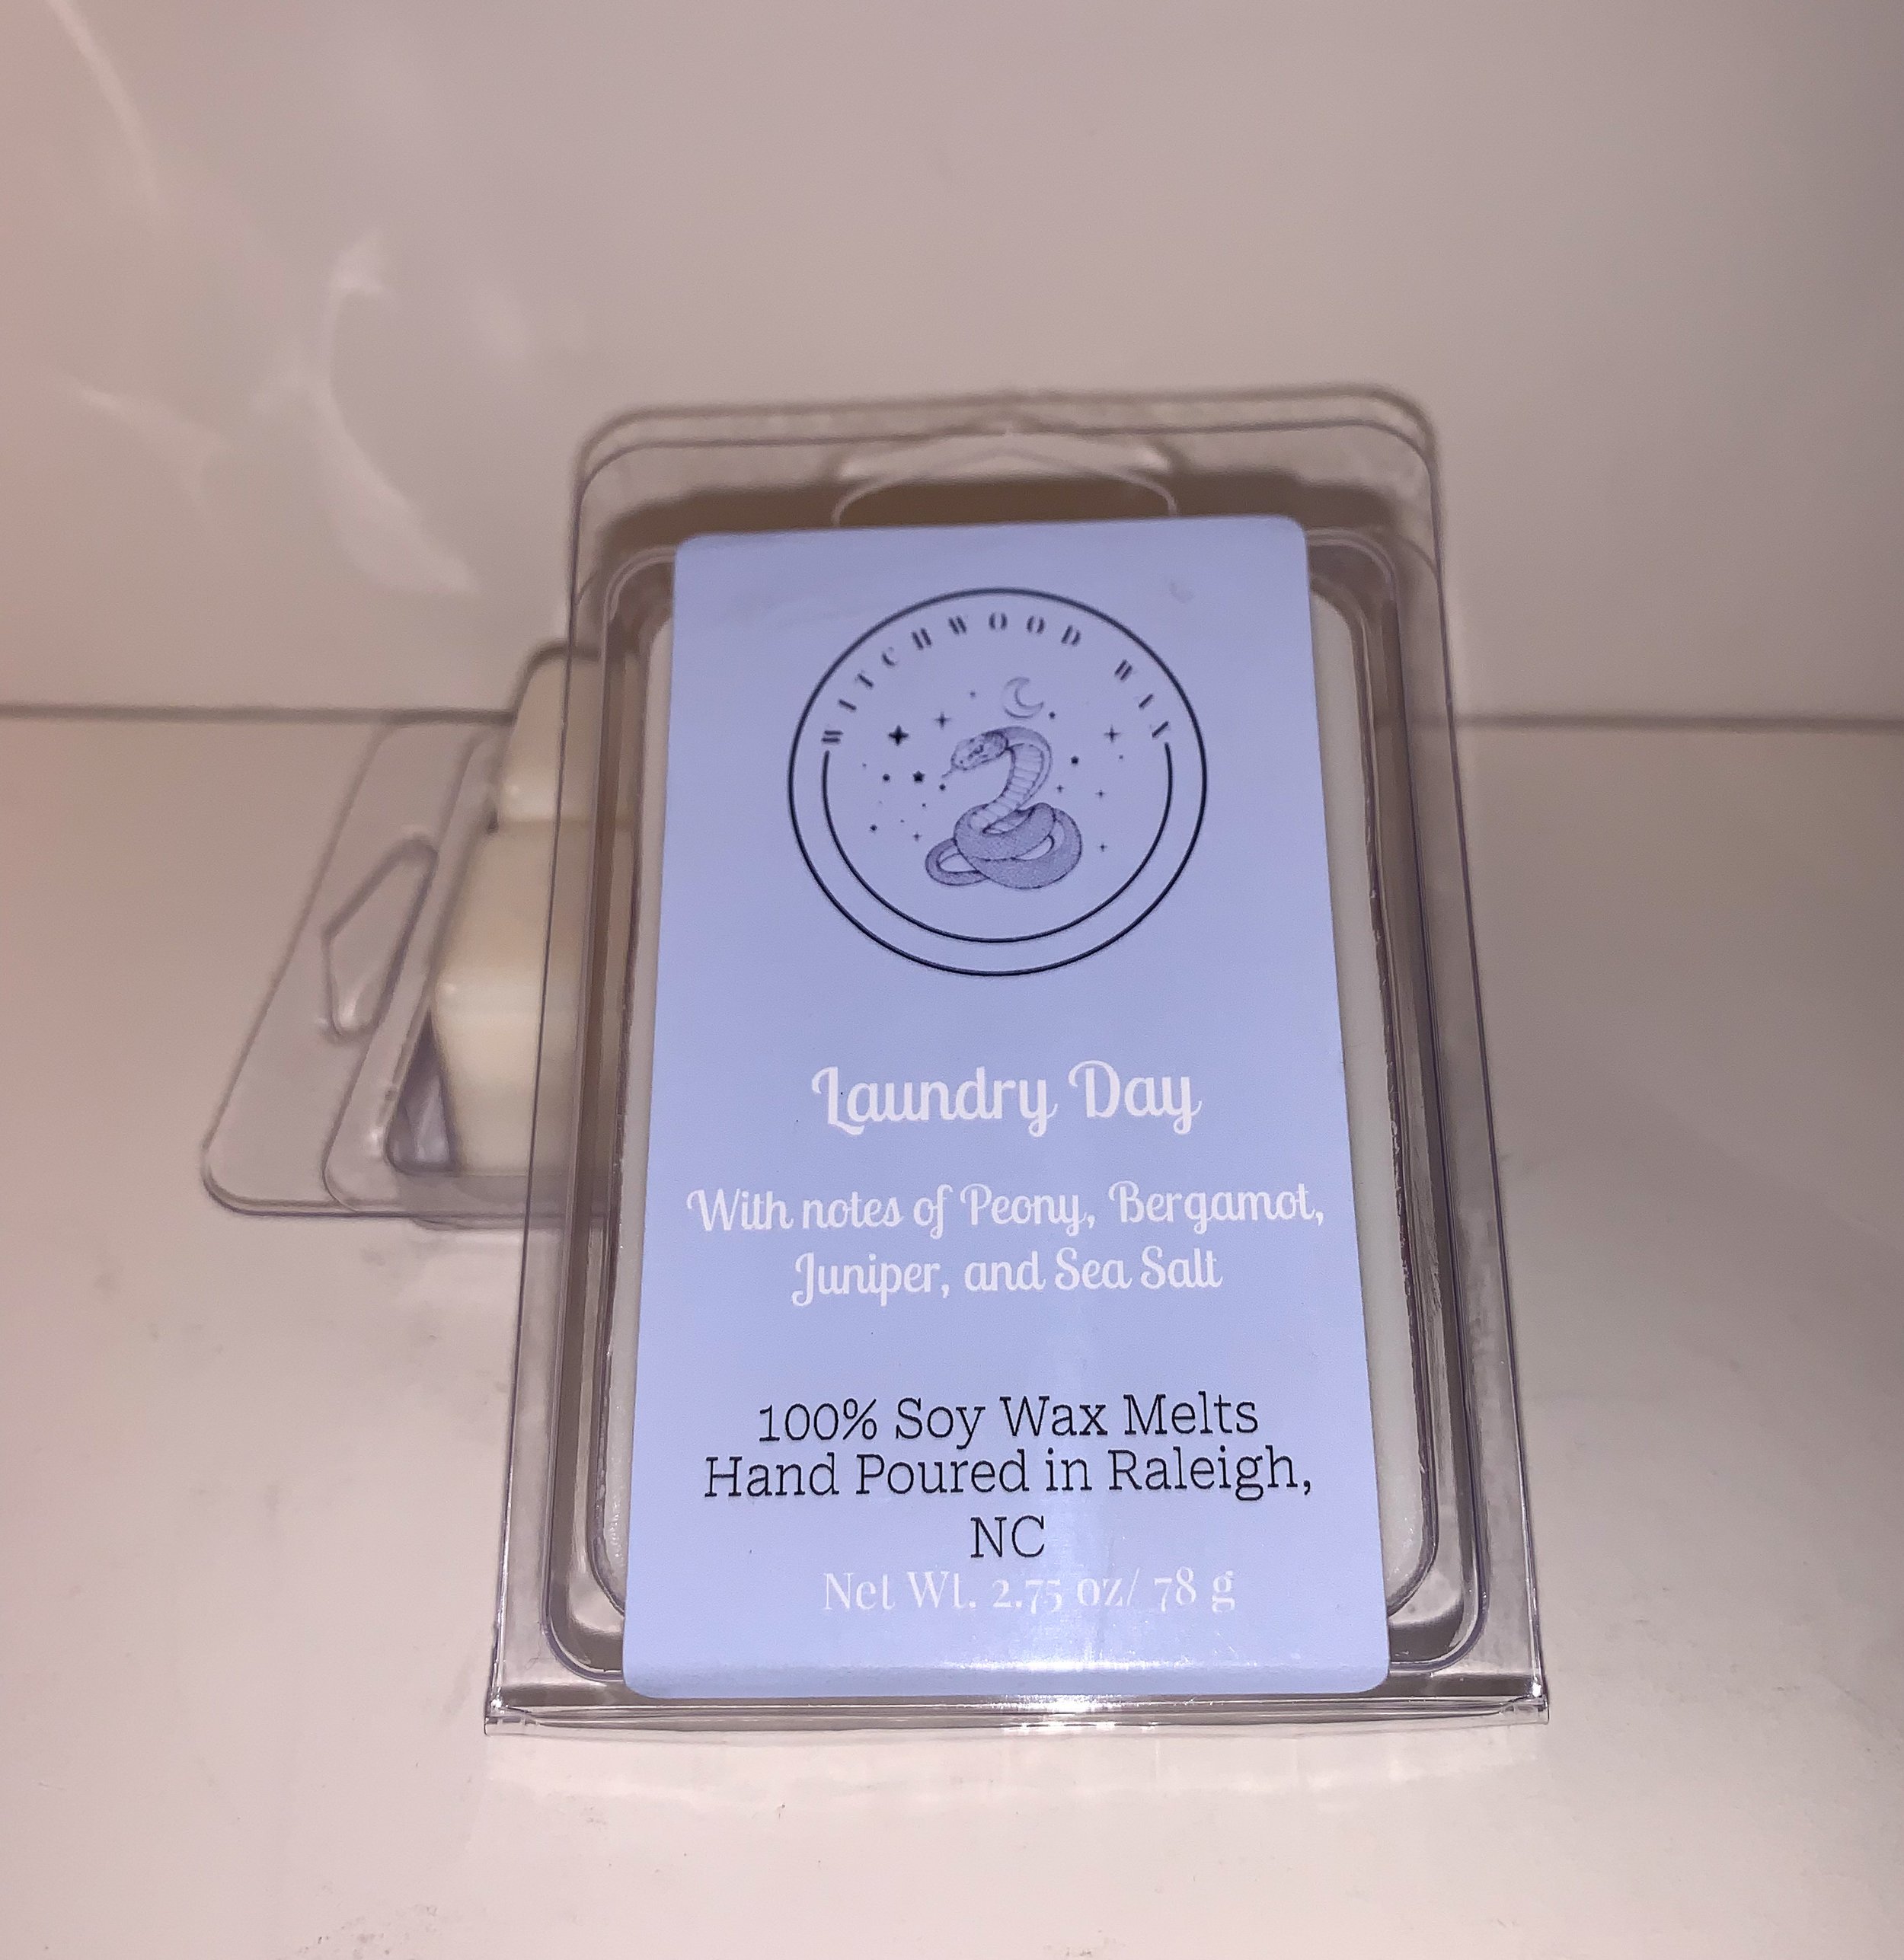 WITCHWOOD WAX
Laundry Day
With notes of Peony, Bergamot,
Juniper, and Sea Salt
100% Soy Wax Melts
Hand Poured in Raleigh,
NC
Net Wt. 2.75 oz/ 78 g